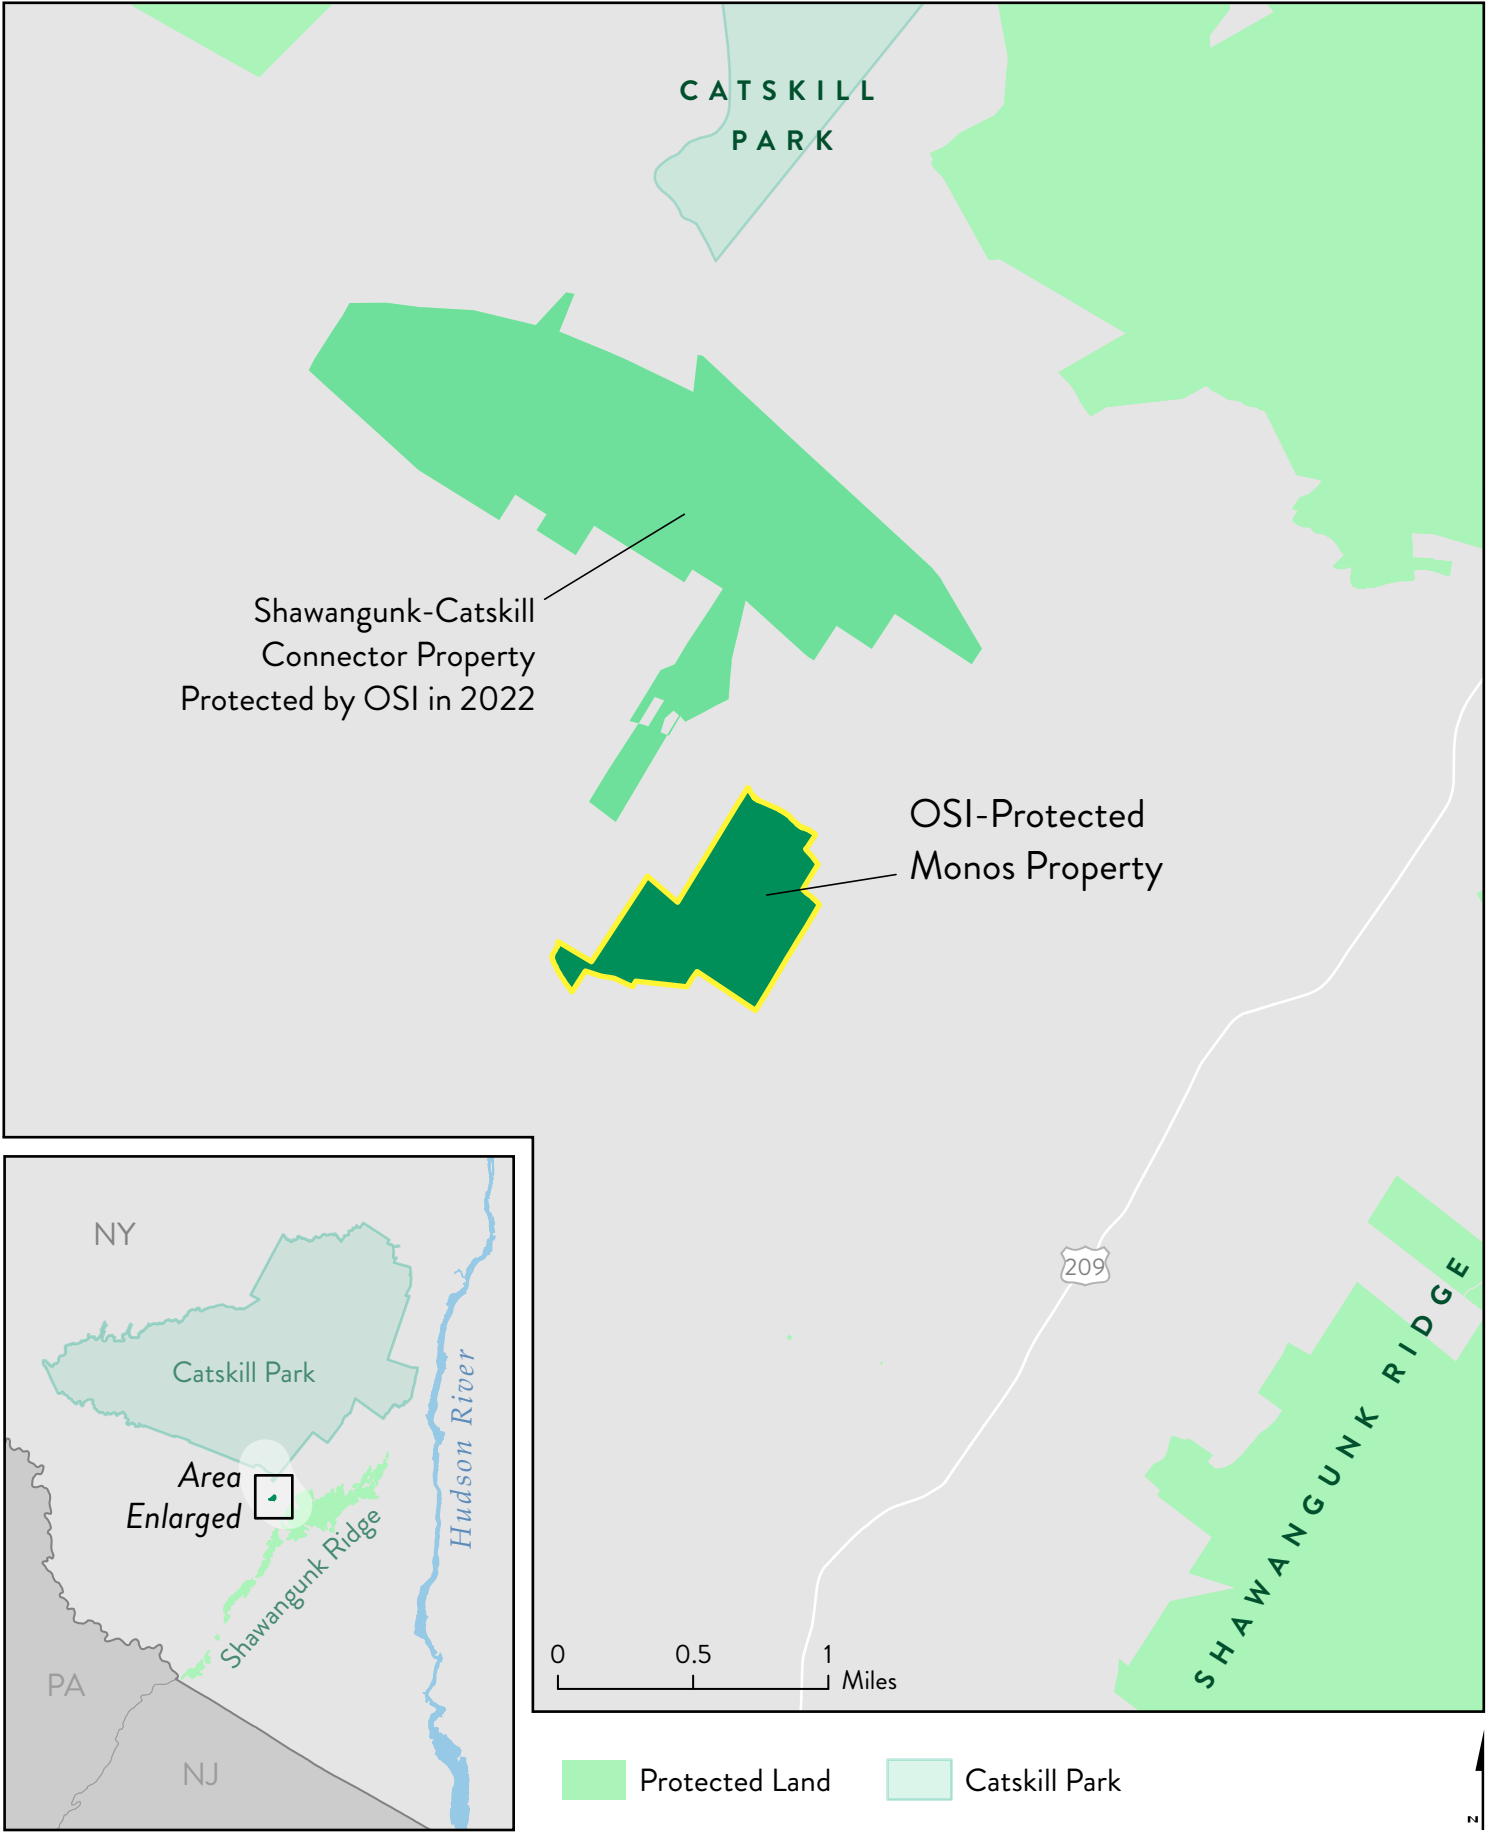 CATSKILL
PARK
Shawangunk-Catskill
Connector Property
Protected by OSI in 2022
OSI-Protected
Monos Property
209
SHAWANGUNK RIDGE
NY
Catskill Park
Area
Enlarged
Shawangunk Ridge
Hudson River
PA
NJ
0 0.5 1
Miles
Protected Land
Catskill Park
N